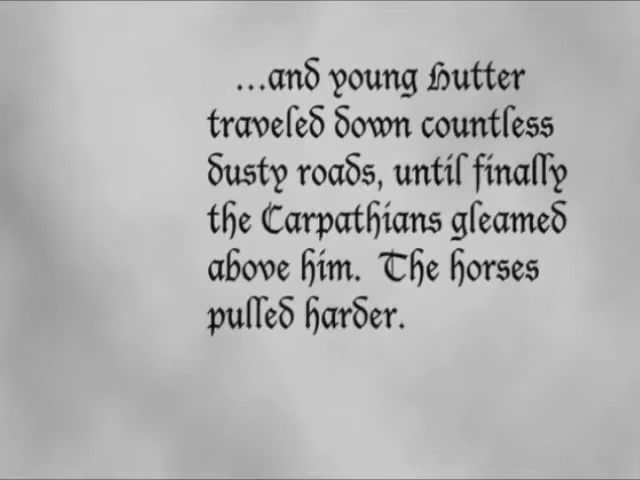 ...and young Hutter
traveled down countless
dusty roads, until finally
the Carpathians gleamed
above him. The horses
pulled harder.